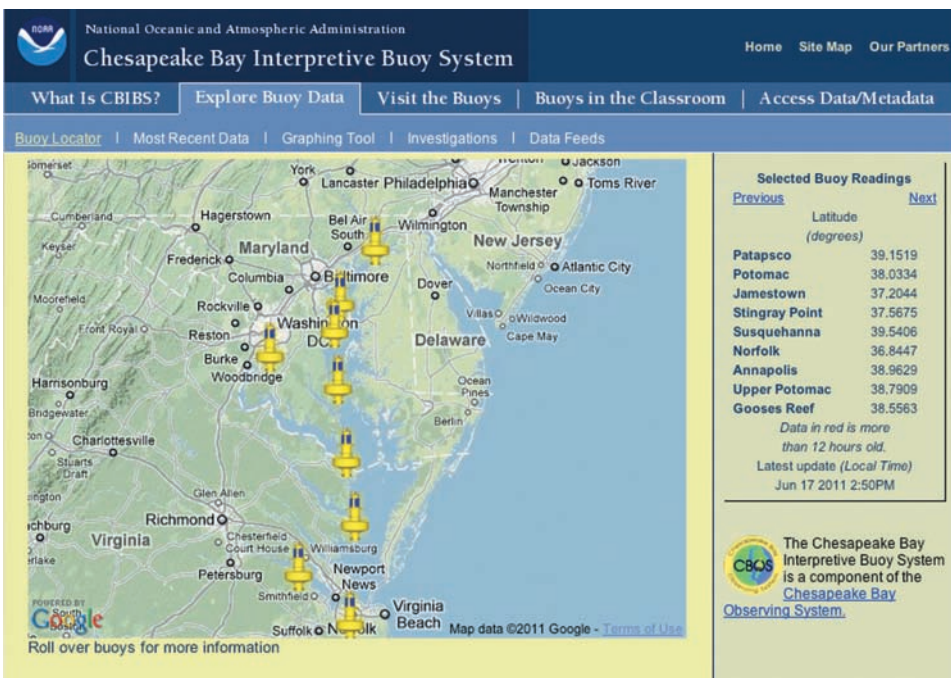 NOAA
National Oceanic and Atmospheric Administration
Chesapeake Bay Interpretive Buoy System
Home Site Map Our Partners
What Is CBIBS? Explore Buoy Data Visit the Buoys | Buoys in the Classroom | Access Data/Metadata
Buoy Locator | Most Recent Data | Graphing Tool | Investigations | Data Feeds
Somerset
York
Lancaster
Philadelphia
Trenton
Jackson
Toms River
Manchester
Township
Cumberland
Hagerstown
Bel Air
South
Wilmington
Keyser
Maryland
New Jersey
Frederick
Columbia
Baltimore
Northfield
Atlantic City
Ocean City
Moorefield
Rockville
Dover
Front Royal
Reston
Washington
DC
Villas
Wildwood
Cape May
Delaware
Burke
Woodbridge
Harrisonburg
Ocean
Pines
Bridgewater
Berlin
Charlottesville
Stuarts
Draft
Glen Allen
Richmond
Virginia
Chesterfield
Court House
Williamsburg
Petersburg
Newport
News
Smithfield
Virginia
Beach
Suffolk
POWERED BY
Google
South
Boston
Map data ©2011 Google - Terms of Use
Roll over buoys for more information
Selected Buoy Readings
Previous Next
Latitude
(degrees)
Patapsco 39.1519
Potomac 38.0334
Jamestown 37.2044
Stingray Point 37.5675
Susquehanna 39.5406
Norfolk 36.8447
Annapolis 38.9629
Upper Potomac 38.7909
Gooses Reef 38.5563
Data in red is more
than 12 hours old.
Latest update (Local Time)
Jun 17 2011 2:50PM
CBOS
The Chesapeake Bay
Interpretive Buoy System
is a component of the
Chesapeake Bay
Observing System.